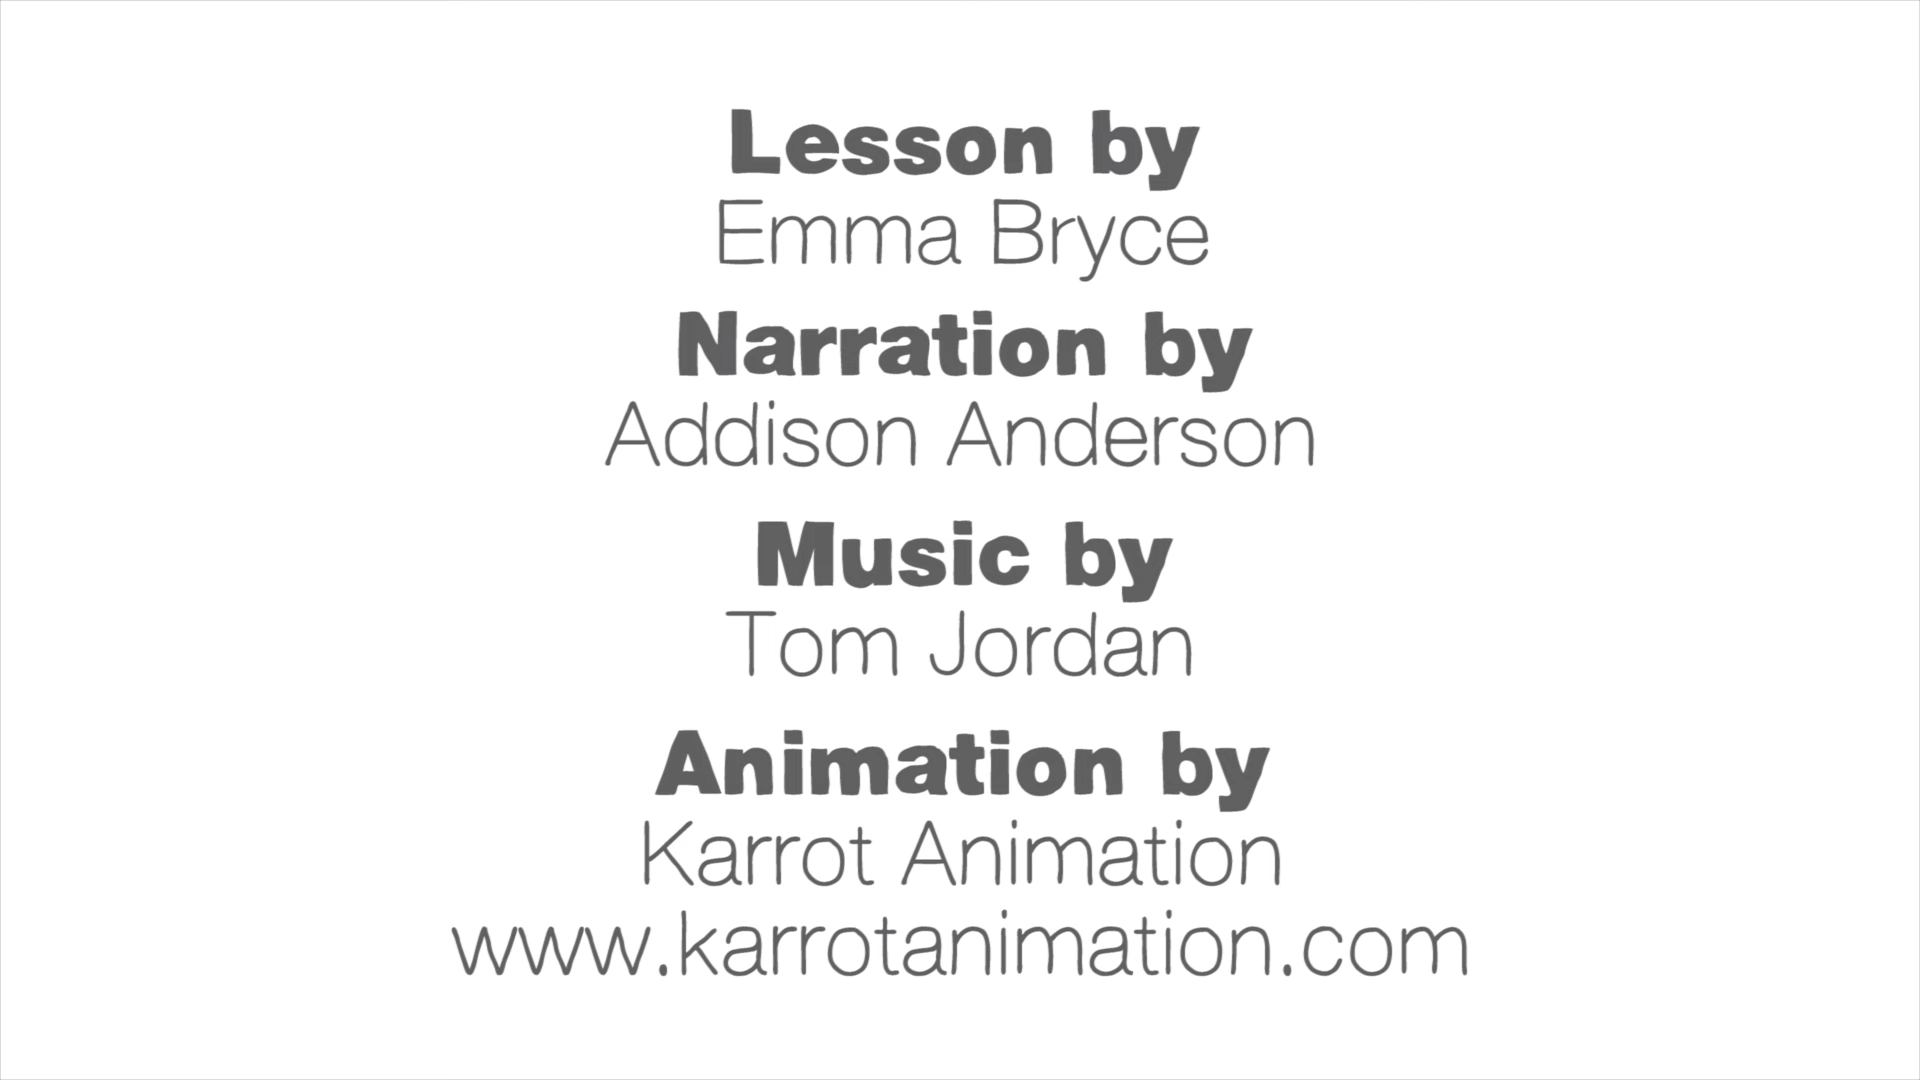 Lesson by
Emma Bryce
Narration by
Addison Anderson
Music by
Tom Jordan
Animation by
Karrot Animation
www.karrotanimation.com